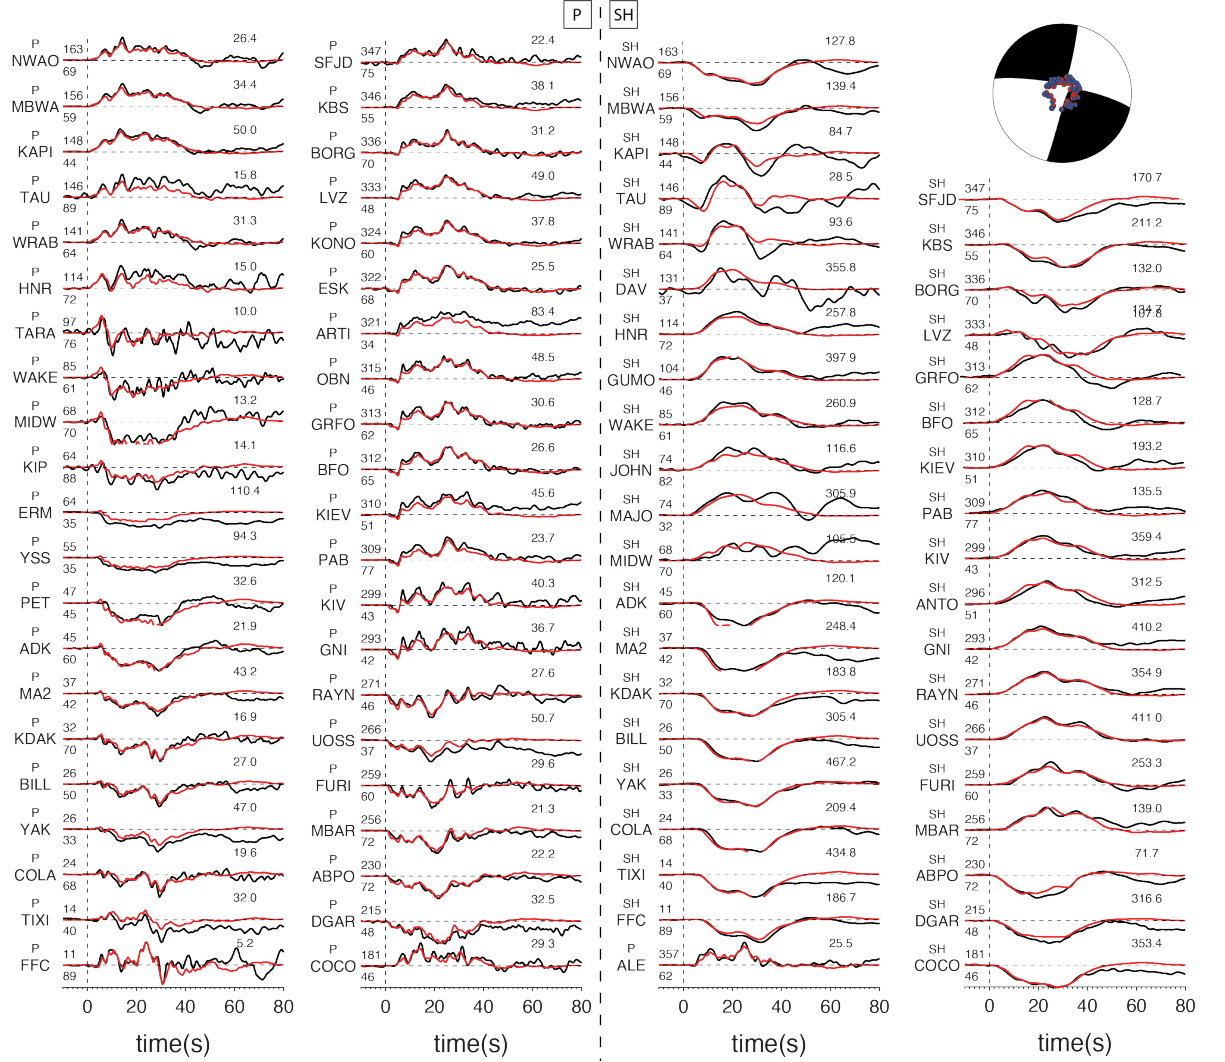 P
SH
P 26.4
163
NWAO
69
P 34.4
156
MBWA
59
P 50.0
148
KAPI
44
P 15.8
146
TAU
89
P 31.3
141
WRAB
64
P 15.0
114
HNR
72
P 10.0
97
TARA
76
P
85
WAKE
61
P 13.2
68
MIDW
70
P 14.1
64
KIP
88
P 110.4
64
ERM
35
P 94.3
55
YSS
35
P 32.6
47
PET
45
P 21.9
45
ADK
60
P 43.2
37
MA2
42
P 16.9
32
KDAK
70
P 27.0
26
BILL
50
P 47.0
26
YAK
33
P 19.6
24
COLA
68
P 32.0
14
TIXI
40
P 5.2
11
FFC
89
0 20 40 60 80
time(s)
P 22.4
347
SFJD
75
P 38.1
346
KBS
55
P 31.2
336
BORG
70
P 49.0
333
LVZ
48
P 37.8
324
KONO
60
P 25.5
322
ESK
68
P 83.4
321
ARTI
34
P 48.5
315
OBN
46
P 30.6
313
GRFO
62
P 26.6
312
BFO
65
P 45.6
310
KIEV
51
P 23.7
309
PAB
77
P 40.3
299
KIV
43
P 36.7
293
GNI
42
P 27.6
271
RAYN
46
P 50.7
266
UOSS
37
P 29.6
259
FURI
60
P 21.3
256
MBAR
72
P 22.2
230
ABPO
72
P 32.5
215
DGAR
48
P 29.3
181
COCO
46
0 20 40 60 80
time(s)
SH 127.8
163
NWAO
69
SH 139.4
156
MBWA
59
SH 84.7
148
KAPI
44
SH 28.5
146
TAU
89
SH 93.6
141
WRAB
64
SH 355.8
131
DAV
37
SH 257.8
114
HNR
72
SH 397.9
104
GUMO
46
SH 260.9
85
WAKE
61
SH 116.6
74
JOHN
82
SH 305.9
74
MAJO
32
SH 105.5
68
MIDW
70
SH 120.1
45
ADK
60
SH 248.4
37
MA2
42
SH 183.8
32
KDAK
70
SH 305.4
26
BILL
50
SH 467.2
26
YAK
33
SH 209.4
24
COLA
68
SH 434.8
14
TIXI
40
SH 186.7
11
FFC
89
P 25.5
357
ALE
62
0 20 40 60 80
time(s)
SH 170.7
347
SFJD
75
SH 211.2
346
KBS
55
SH 132.0
336
BORG
70
SH
333
LVZ
48
SH 107.8
313
GRFO
62
SH 128.7
312
BFO
65
SH 193.2
310
KIEV
51
SH 135.5
309
PAB
77
SH 359.4
299
KIV
43
SH 312.5
296
ANTO
51
SH 410.2
293
GNI
42
SH 354.9
271
RAYN
46
SH 411.0
266
UOSS
37
SH 253.3
259
FURI
60
SH 139.0
256
MBAR
72
SH 71.7
230
ABPO
72
SH 316.6
215
DGAR
48
SH 353.4
181
COCO
46
0 20 40 60 80
time(s)